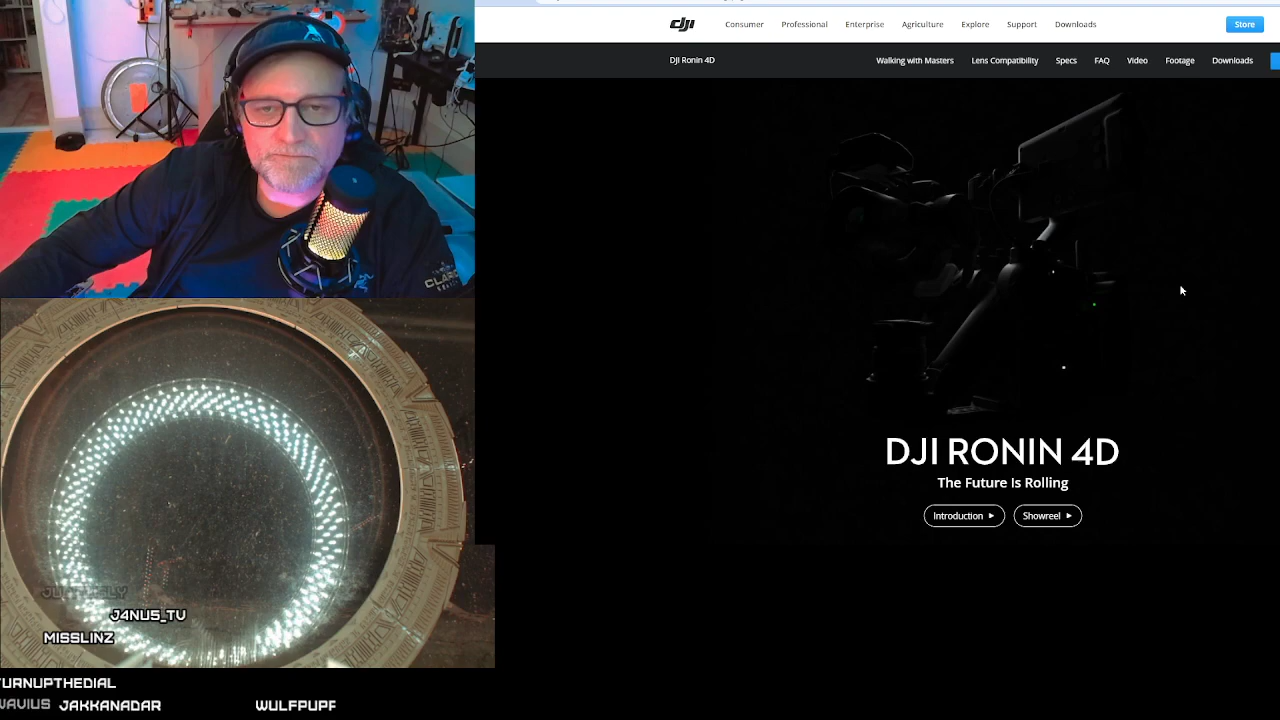 dji
Consumer Professional Enterprise Agriculture Explore Support Downloads Store
DJI Ronin 4D Walking with Masters Lens Compatibility Specs FAQ Video Footage Downloads
DJI RONIN 4D
The Future Is Rolling
Introduction Showreel
J4NU5_TV
MISSLINZ
URNUPTHEDIAL
JAKKANADAR WULFPUPF